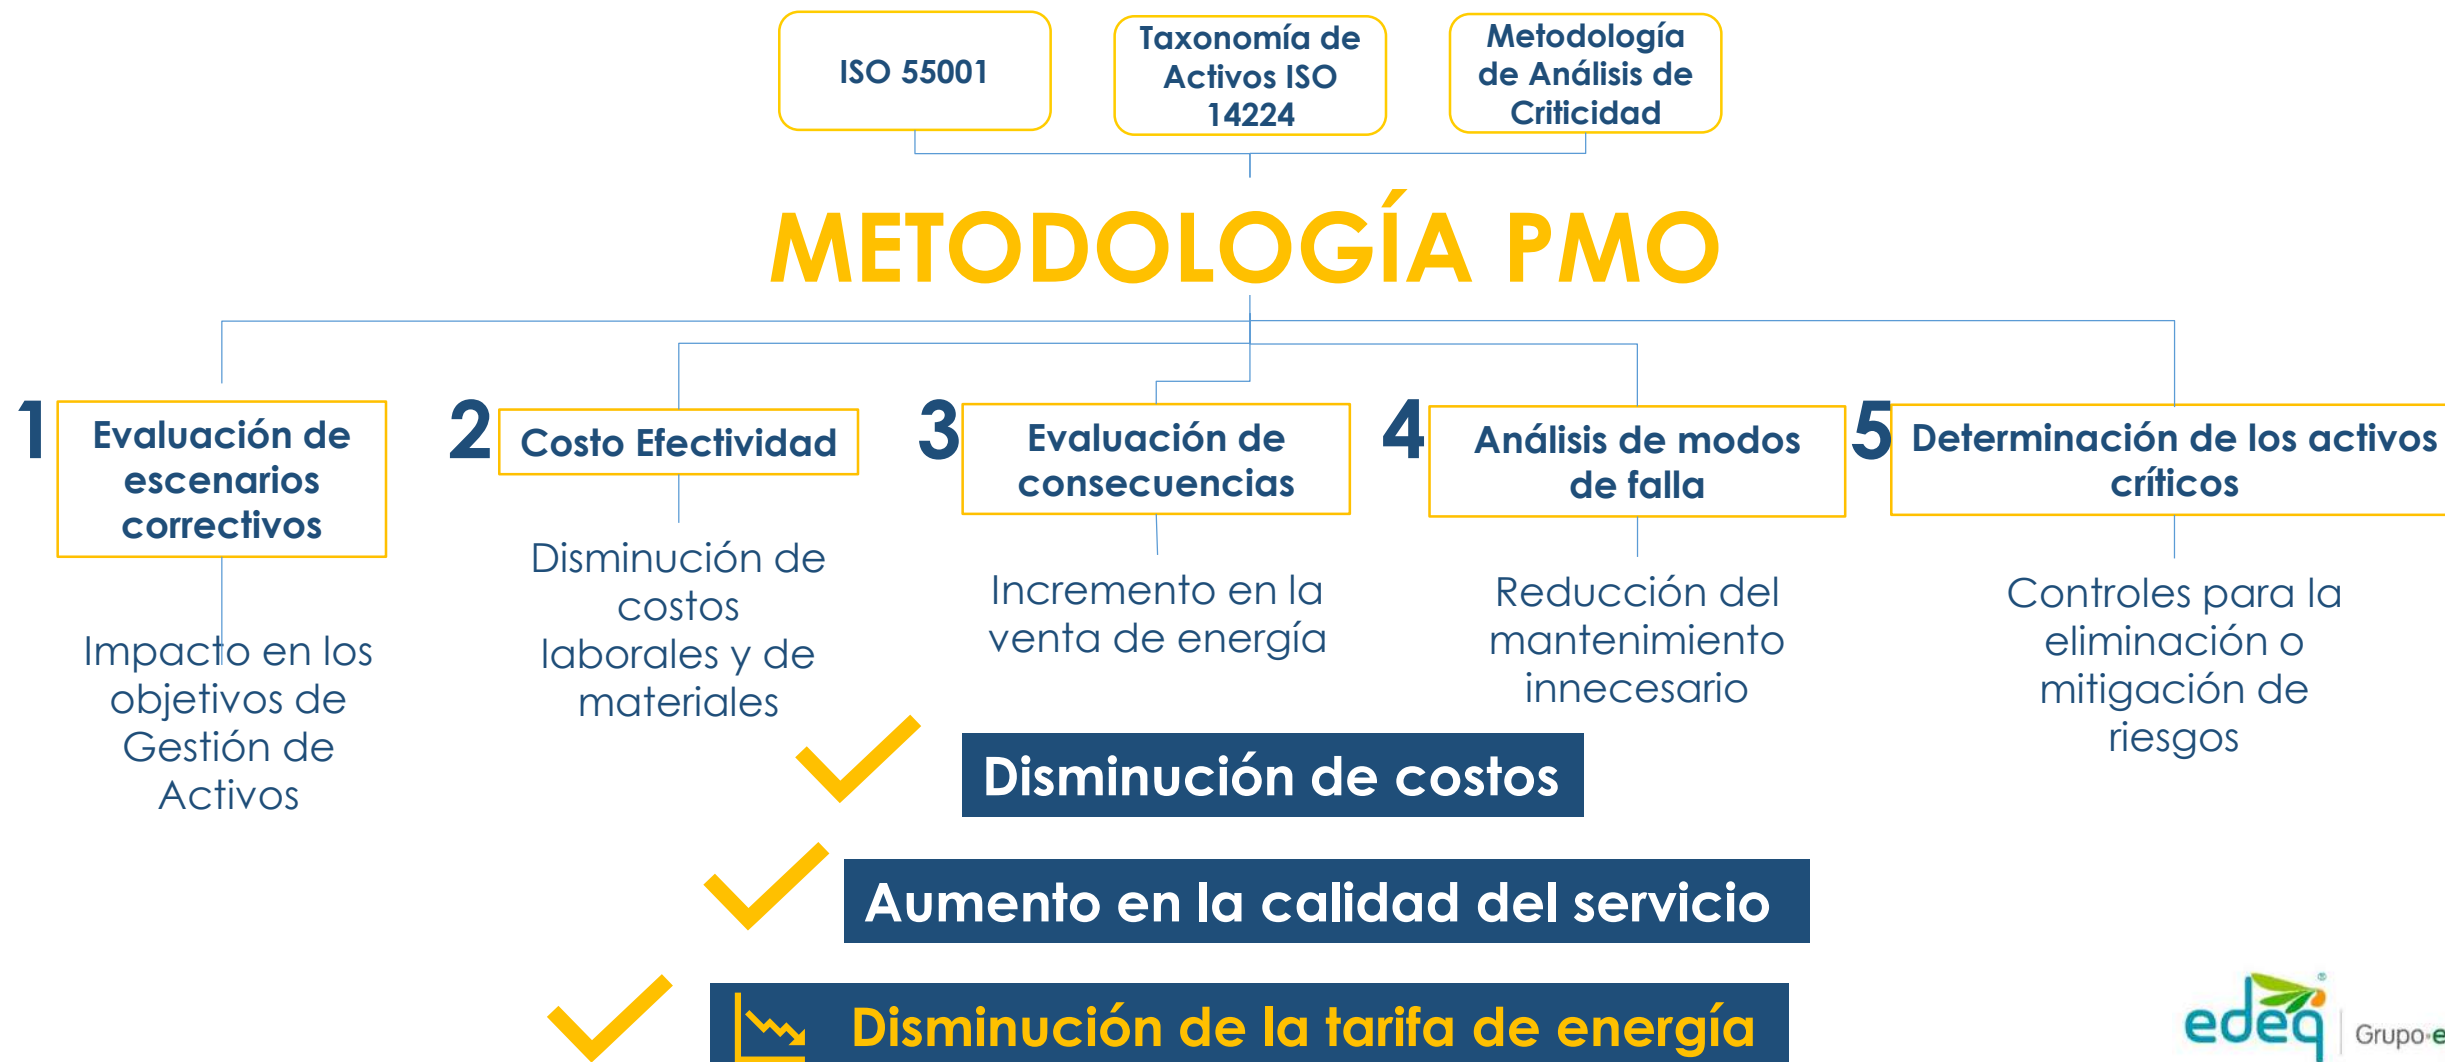 ISO 55001
Taxonomía de
Activos ISO
14224
Metodología
de Análisis de
Criticidad
METODOLOGÍA PMO
1
Evaluación de
escenarios
correctivos
Impacto en los
objetivos de
Gestión de
Activos
2
Costo Efectividad
Disminución de
costos
laborales y de
materiales
3
Evaluación de
consecuencias
Incremento en la
venta de energía
4
Análisis de modos
de falla
Reducción del
mantenimiento
innecesario
5
Determinación de los activos
críticos
Controles para la
eliminación o
mitigación de
riesgos
Disminución de costos
Aumento en la calidad del servicio
Disminución de la tarifa de energía
edeq®
Grupo·e